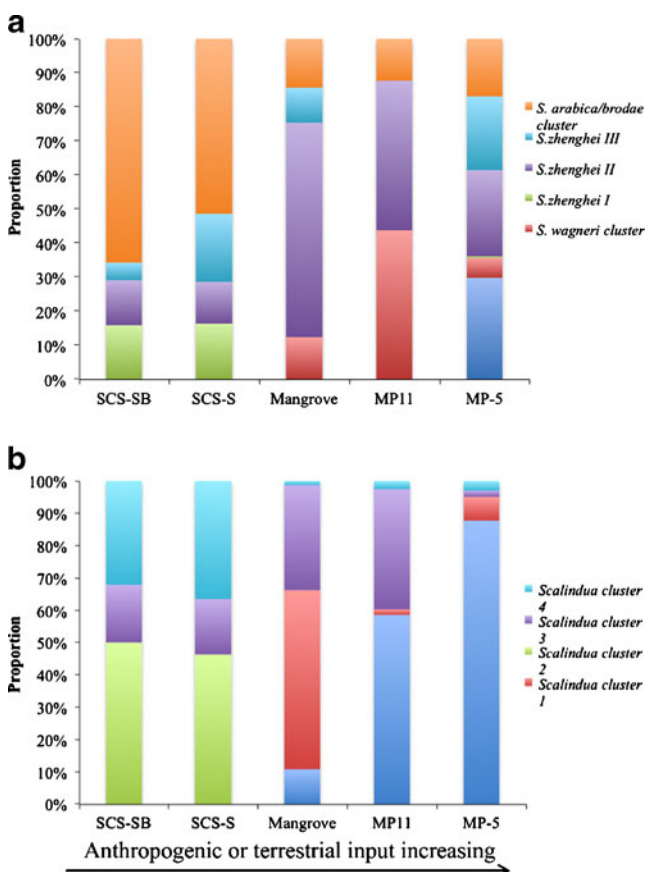 a
100%
90%
80%
70%
60%
50%
40%
30%
20%
10%
0%
Proportion
SCS-SB
SCS-S
Mangrove
MP11
MP-5
S. arabica/brodae
cluster
S.zhenghei III
S.zhenghei II
S.zhenghei I
S. wagneri cluster
b
100%
90%
80%
70%
60%
50%
40%
30%
20%
10%
0%
Proportion
SCS-SB
SCS-S
Mangrove
MP11
MP-5
Scalindua cluster
4
Scalindua cluster
3
Scalindua cluster
2
Scalindua cluster
1
Anthropogenic or terrestrial input increasing